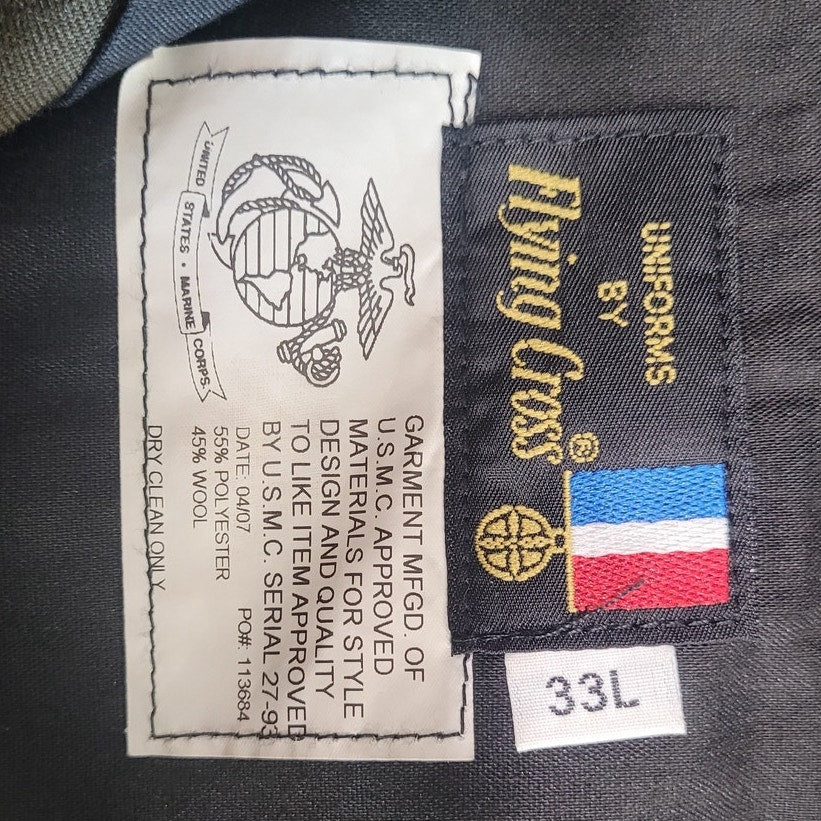 UNITED STATES • MARINE CORPS
GARMENT MFGD. OF
U.S.M.C. APPROVED
MATERIALS FOR STYLE
DESIGN AND QUALITY
TO LIKE ITEM APPROVED
BY U.S.M.C. SERIAL 27-93
DATE: 04/07 PO#: 113684
55% POLYESTER
45% WOOL
DRY CLEAN ONLY
UNIFORMS
BY
Flying Cross®
33L